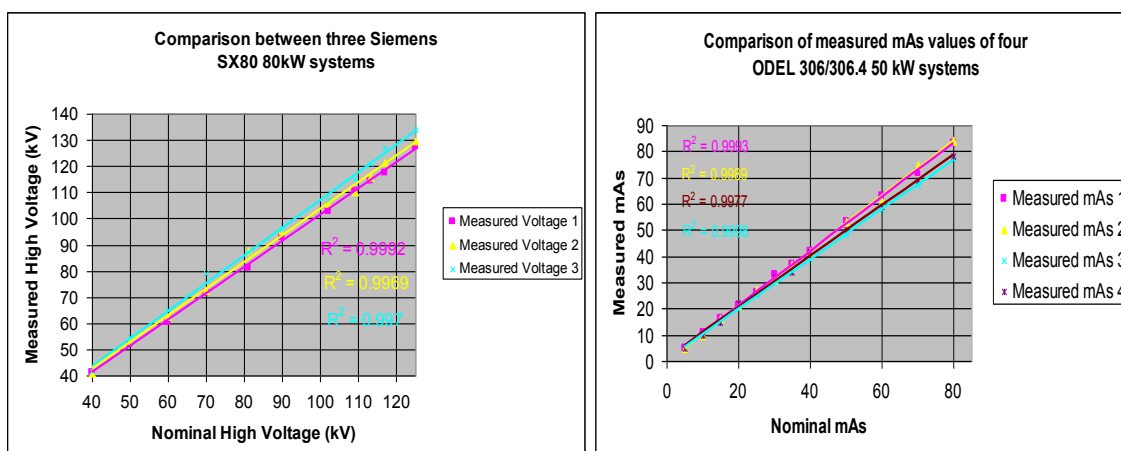 Comparison between three Siemens
SX80 80kW systems
Measured High Voltage (kV)
140
130
120
110
100
90
80
70
60
50
40
R² = 0.9992
R² = 0.9969
R² = 0.997
40 50 60 70 80 90 100 110 120
Nominal High Voltage (kV)
Measured Voltage 1
Measured Voltage 2
Measured Voltage 3
Comparison of measured mAs values of four
ODEL 306/306.4 50 kW systems
Measured mAs
90
80
70
60
50
40
30
20
10
0
R² = 0.9993
R² = 0.9989
R² = 0.9977
R² =
0 20 40 60 80
Nominal mAs
Measured mAs 1
Measured mAs 2
Measured mAs 3
Measured mAs 4